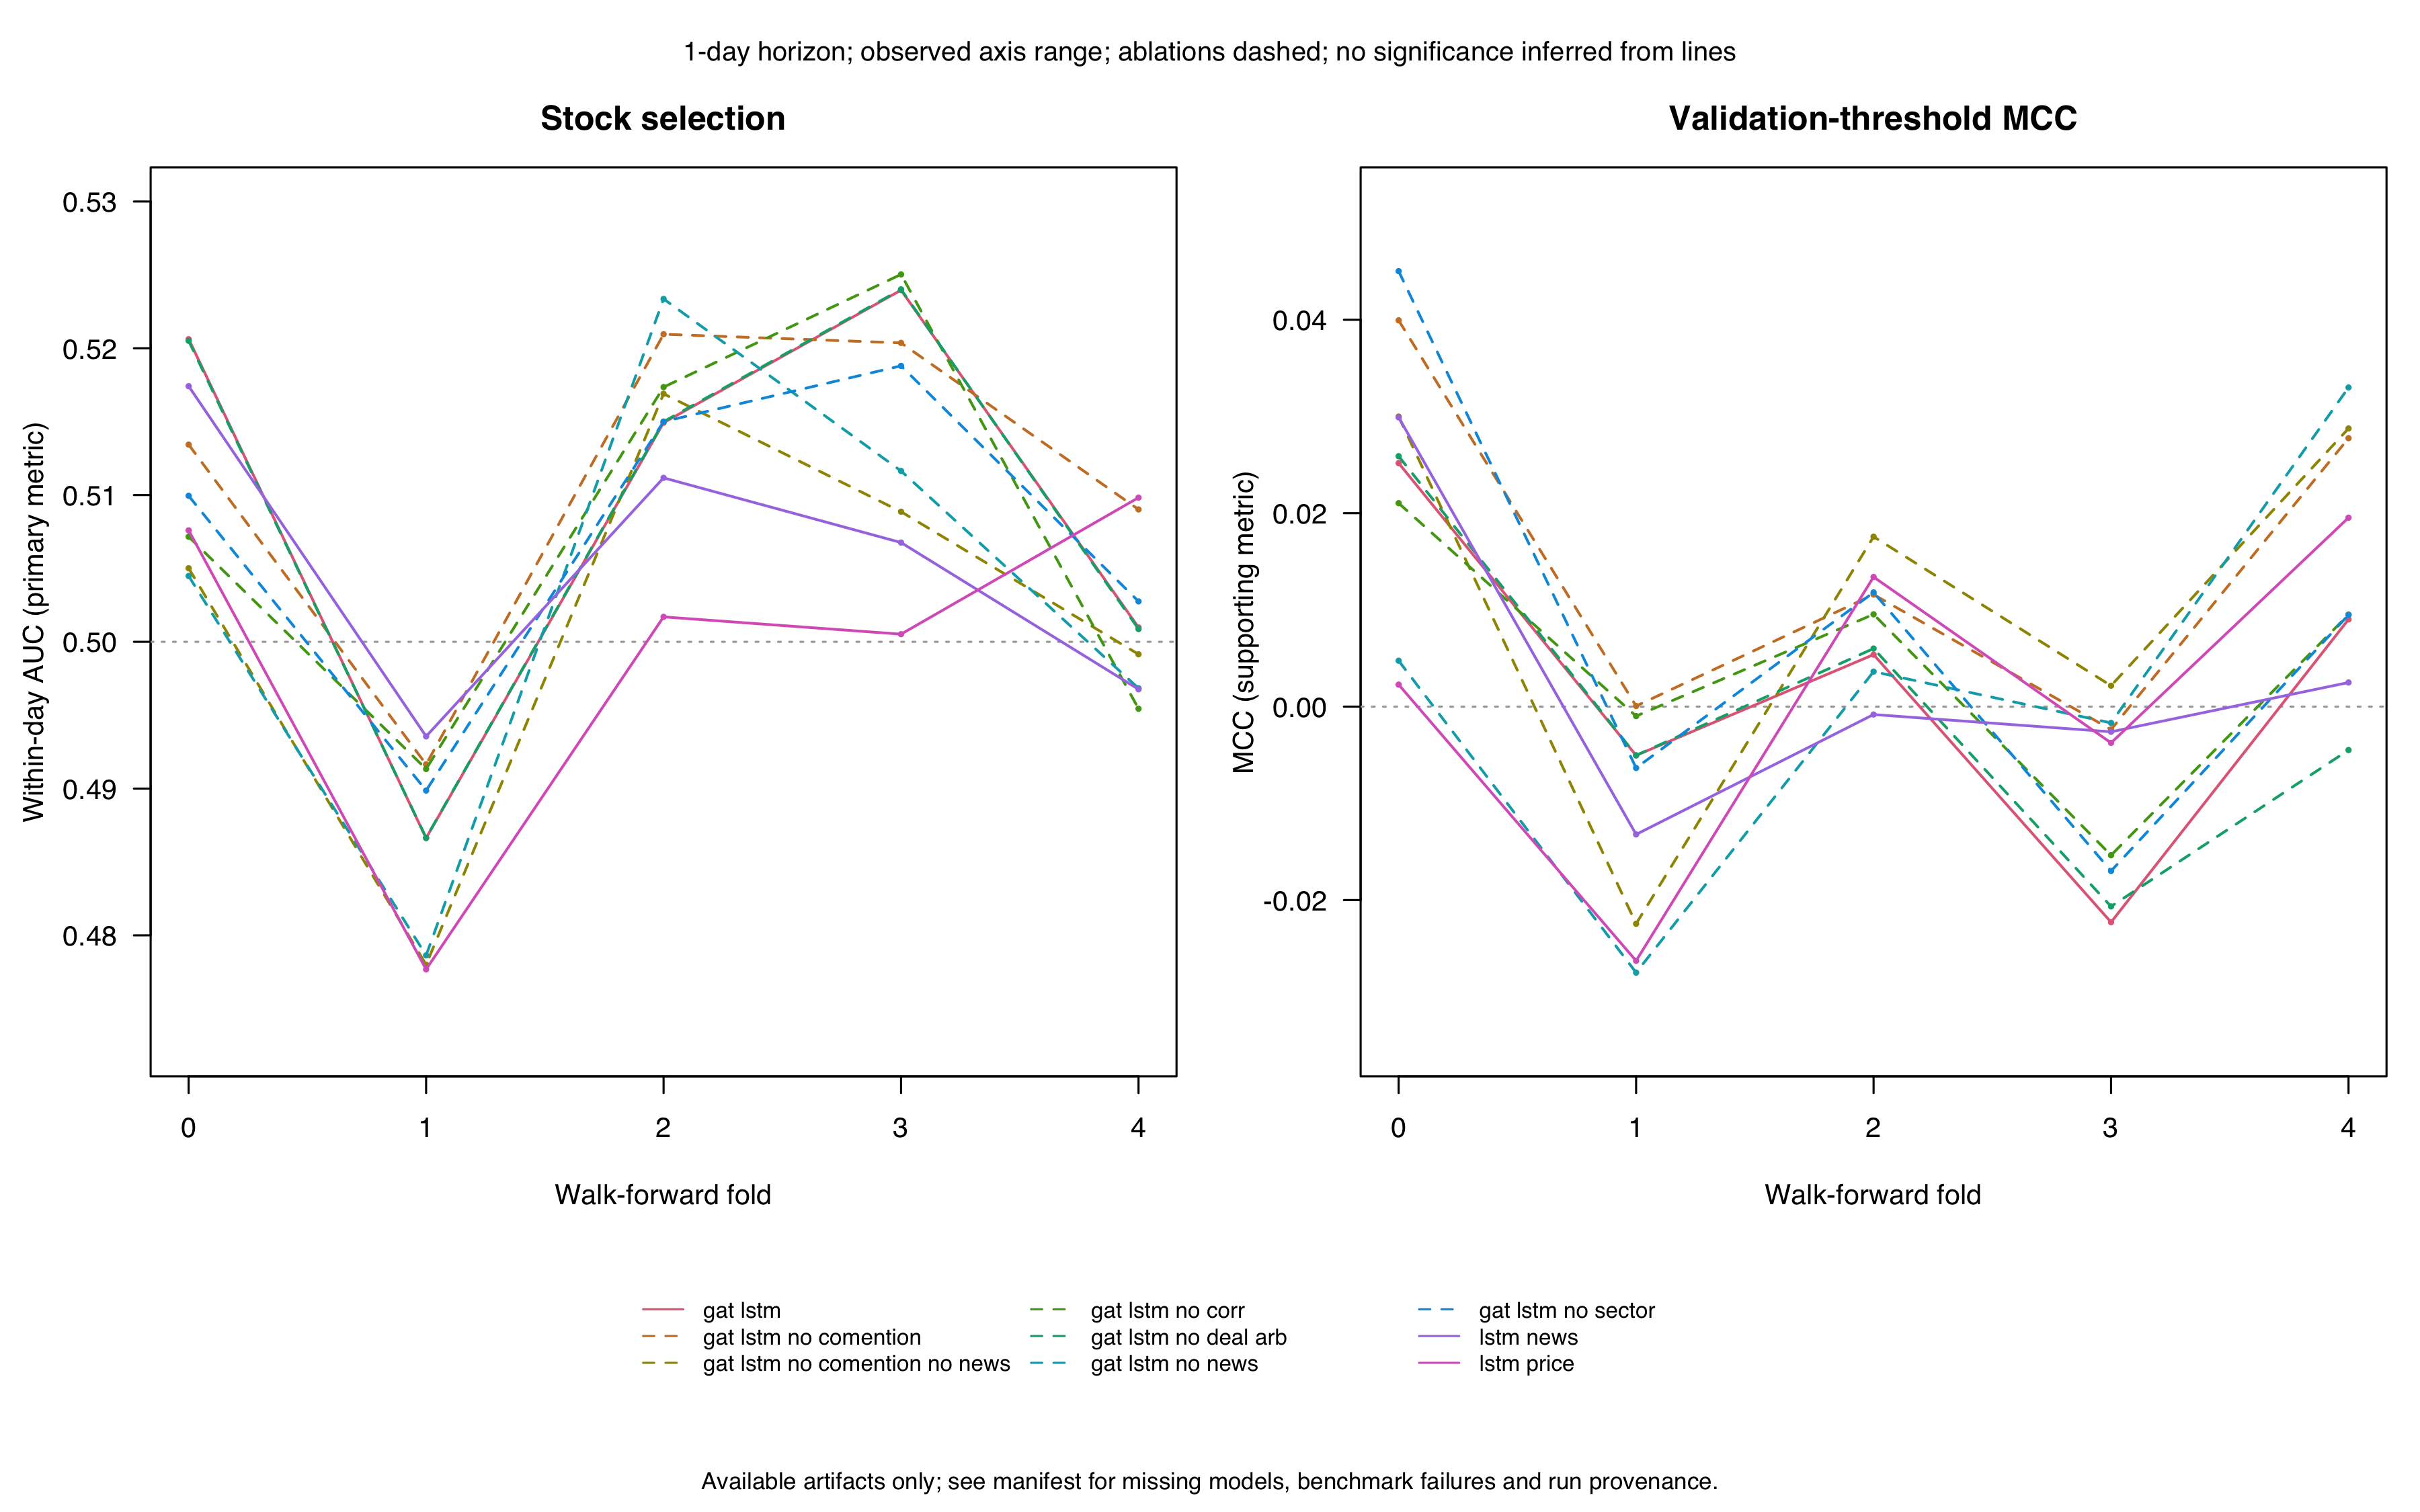 1-day horizon; observed axis range; ablations dashed; no significance inferred from lines
Stock selection
Within-day AUC (primary metric)
0.53
0.52
0.51
0.50
0.49
0.48
0 1 2 3 4
Walk-forward fold
Validation-threshold MCC
MCC (supporting metric)
0.04
0.02
0.00
-0.02
0 1 2 3 4
Walk-forward fold
gat lstm
gat lstm no comention
gat lstm no comention no news
gat lstm no corr
gat lstm no deal arb
gat lstm no news
gat lstm no sector
lstm news
lstm price
Available artifacts only; see manifest for missing models, benchmark failures and run provenance.